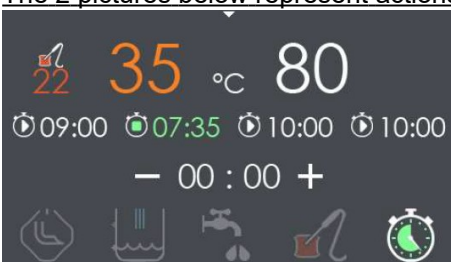 The 2 pictures below represent actions
22 35 °C 80
09:00 07:35 10:00 10:00
− 00 : 00 +